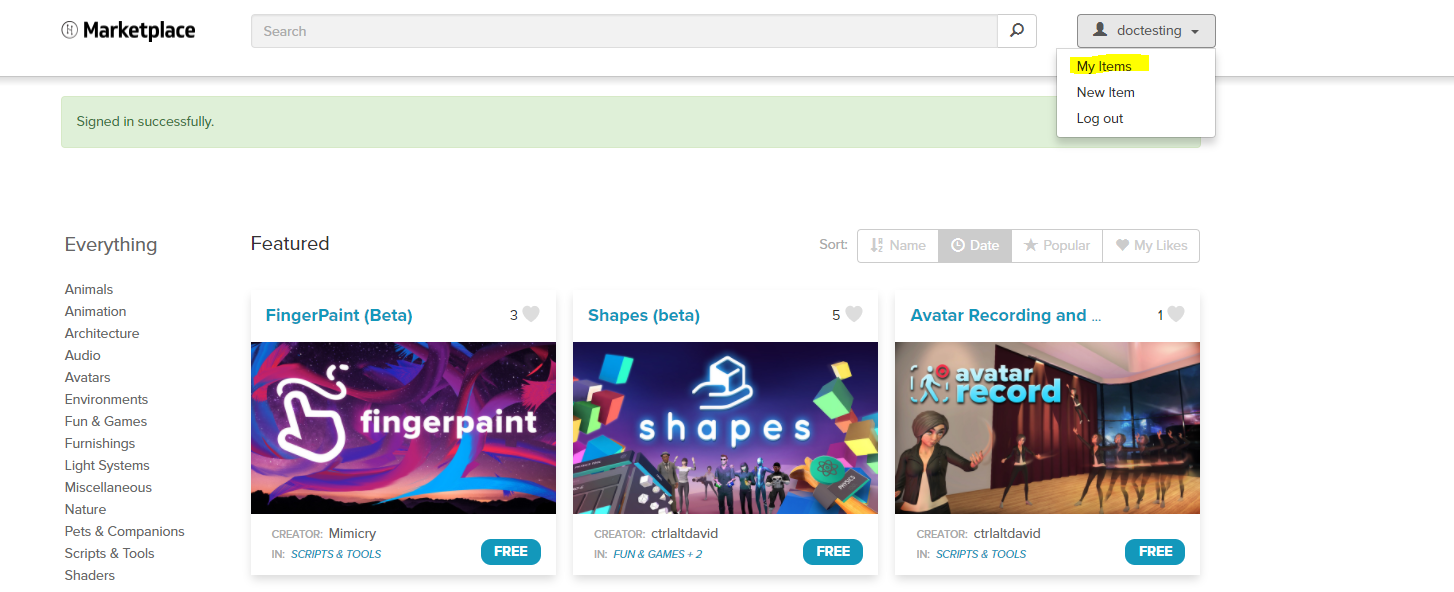 Marketplace
Search
doctesting
My Items
New Item
Log out
Signed in successfully.
Everything
Animals
Animation
Architecture
Audio
Avatars
Environments
Fun & Games
Furnishings
Light Systems
Miscellaneous
Nature
Pets & Companions
Scripts & Tools
Shaders
Featured
Sort: Name Date Popular My Likes
FingerPaint (Beta) 3
fingerpaint
CREATOR: Mimicry
IN: SCRIPTS & TOOLS
FREE
Shapes (beta) 5
shapes
CREATOR: ctrlaltdavid
IN: FUN & GAMES + 2
FREE
Avatar Recording and ... 1
avatar
record
CREATOR: ctrlaltdavid
IN: SCRIPTS & TOOLS
FREE